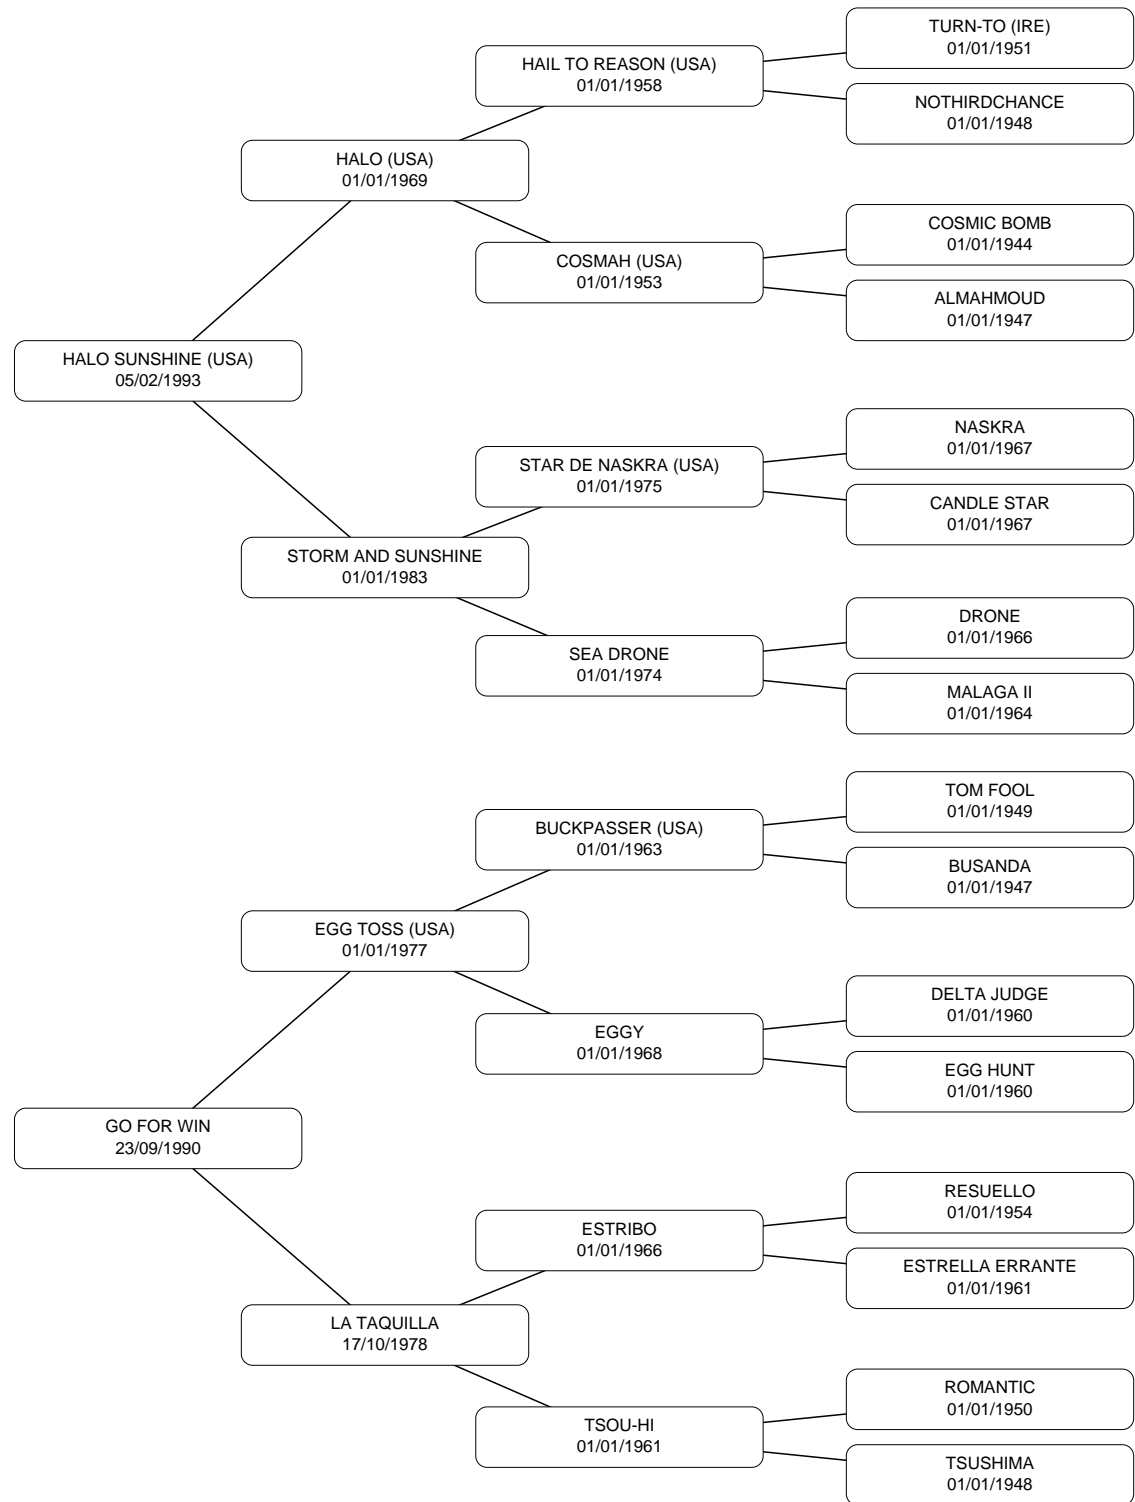 TURN-TO (IRE)
01/01/1951
HAIL TO REASON (USA)
01/01/1958
NOTHIRDCHANCE
01/01/1948
HALO (USA)
01/01/1969
COSMIC BOMB
01/01/1944
COSMAH (USA)
01/01/1953
ALMAHMOUD
01/01/1947
HALO SUNSHINE (USA)
05/02/1993
NASKRA
01/01/1967
STAR DE NASKRA (USA)
01/01/1975
CANDLE STAR
01/01/1967
STORM AND SUNSHINE
01/01/1983
DRONE
01/01/1966
SEA DRONE
01/01/1974
MALAGA II
01/01/1964
TOM FOOL
01/01/1949
BUCKPASSER (USA)
01/01/1963
BUSANDA
01/01/1947
EGG TOSS (USA)
01/01/1977
DELTA JUDGE
01/01/1960
EGGY
01/01/1968
EGG HUNT
01/01/1960
GO FOR WIN
23/09/1990
RESUELLO
01/01/1954
ESTRIBO
01/01/1966
ESTRELLA ERRANTE
01/01/1961
LA TAQUILLA
17/10/1978
ROMANTIC
01/01/1950
TSOU-HI
01/01/1961
TSUSHIMA
01/01/1948